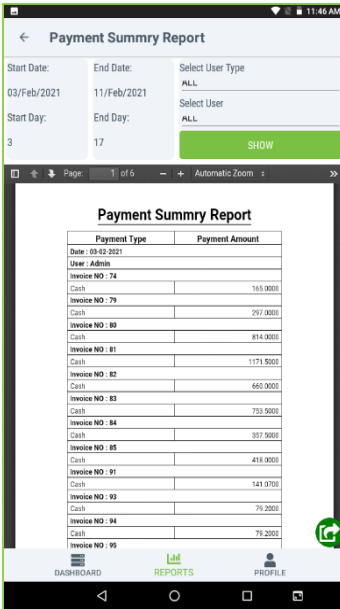 11:46 AM
Payment Summry Report
Start Date:
End Date:
Select User Type
ALL
03/Feb/2021
11/Feb/2021
Select User
Start Day:
End Day:
ALL
3
17
SHOW
Page: 1 of 6 − + Automatic Zoom
Payment Summry Report
Payment Type Payment Amount
Date : 03-02-2021
User : Admin
Invoice NO : 74
Cash 165.0000
Invoice NO : 79
Cash 297.0000
Invoice NO : 80
Cash 814.0000
Invoice NO : 81
Cash 1171.5000
Invoice NO : 82
Cash 660.0000
Invoice NO : 83
Cash 753.5000
Invoice NO : 84
Cash 357.5000
Invoice NO : 85
Cash 418.0000
Invoice NO : 91
Cash 141.0700
Invoice NO : 93
Cash 79.2000
Invoice NO : 94
Cash 79.2000
Invoice NO : 95
DASHBOARD REPORTS PROFILE